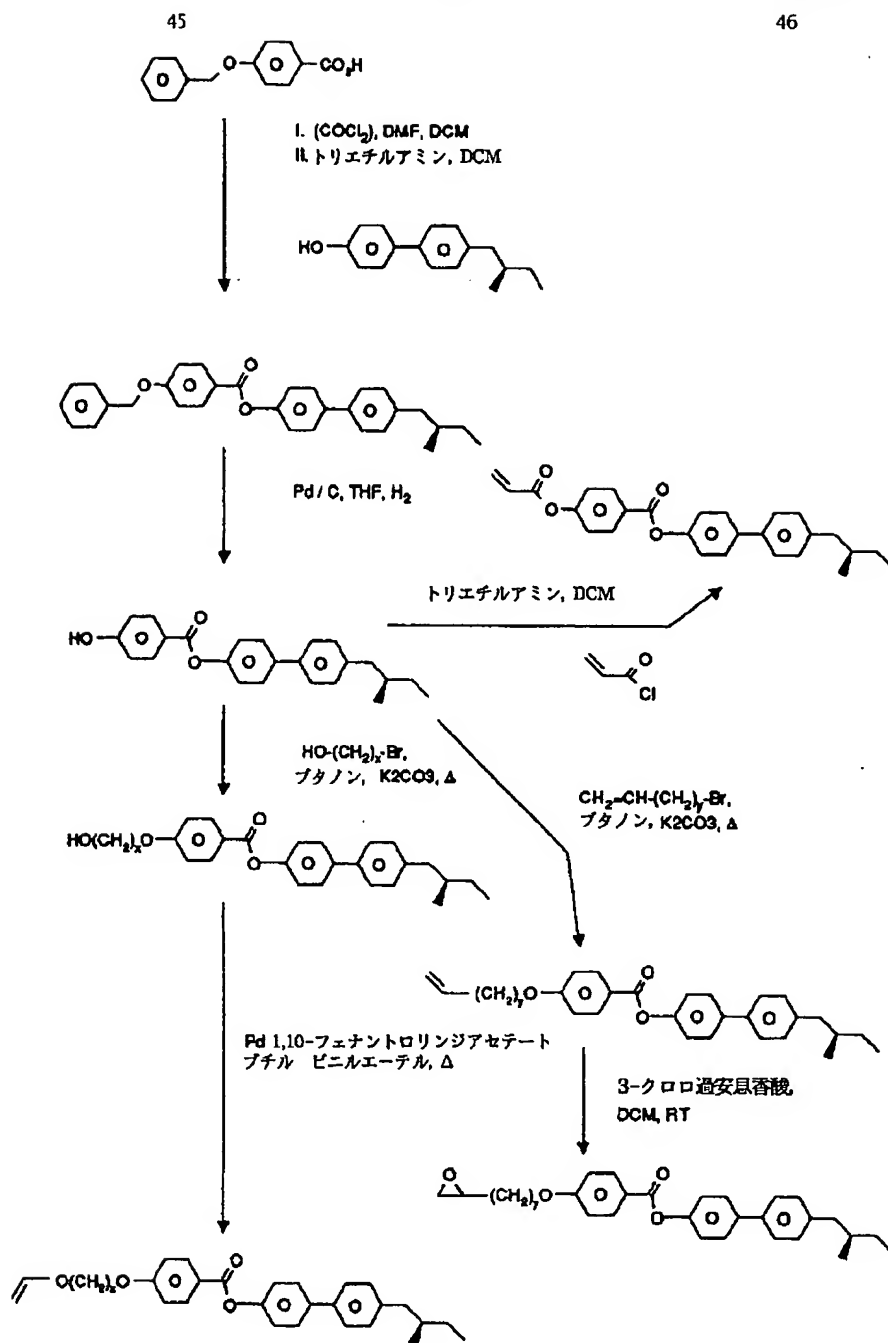 45
46
O
CO₂H
O
O
I. (COCl₂), DMF, DCM
II. トリエチルアミン, DCM
HO
O
O
O
O
O
O
O
O
O
Pd / C, THF, H₂
O
O
O
O
O
O
O
トリエチルアミン, DCM
HO
O
O
O
O
O
O
Cl
HO-(CH₂)ₓ-Br,
ブタノン, K2CO3, Δ
CH₂=CH-(CH₂)ᵧ-Br,
ブタノン, K2CO3, Δ
HO(CH₂)ₓO
O
O
O
O
O
(CH₂)ᵧO
O
O
O
O
O
Pd 1,10-フェナントロリンジアセテート
ブチル ビニルエーテル, Δ
3-クロロ過安息香酸,
DCM, RT
O
(CH₂)ᵧO
O
O
O
O
O
O(CH₂)ₓO
O
O
O
O
O